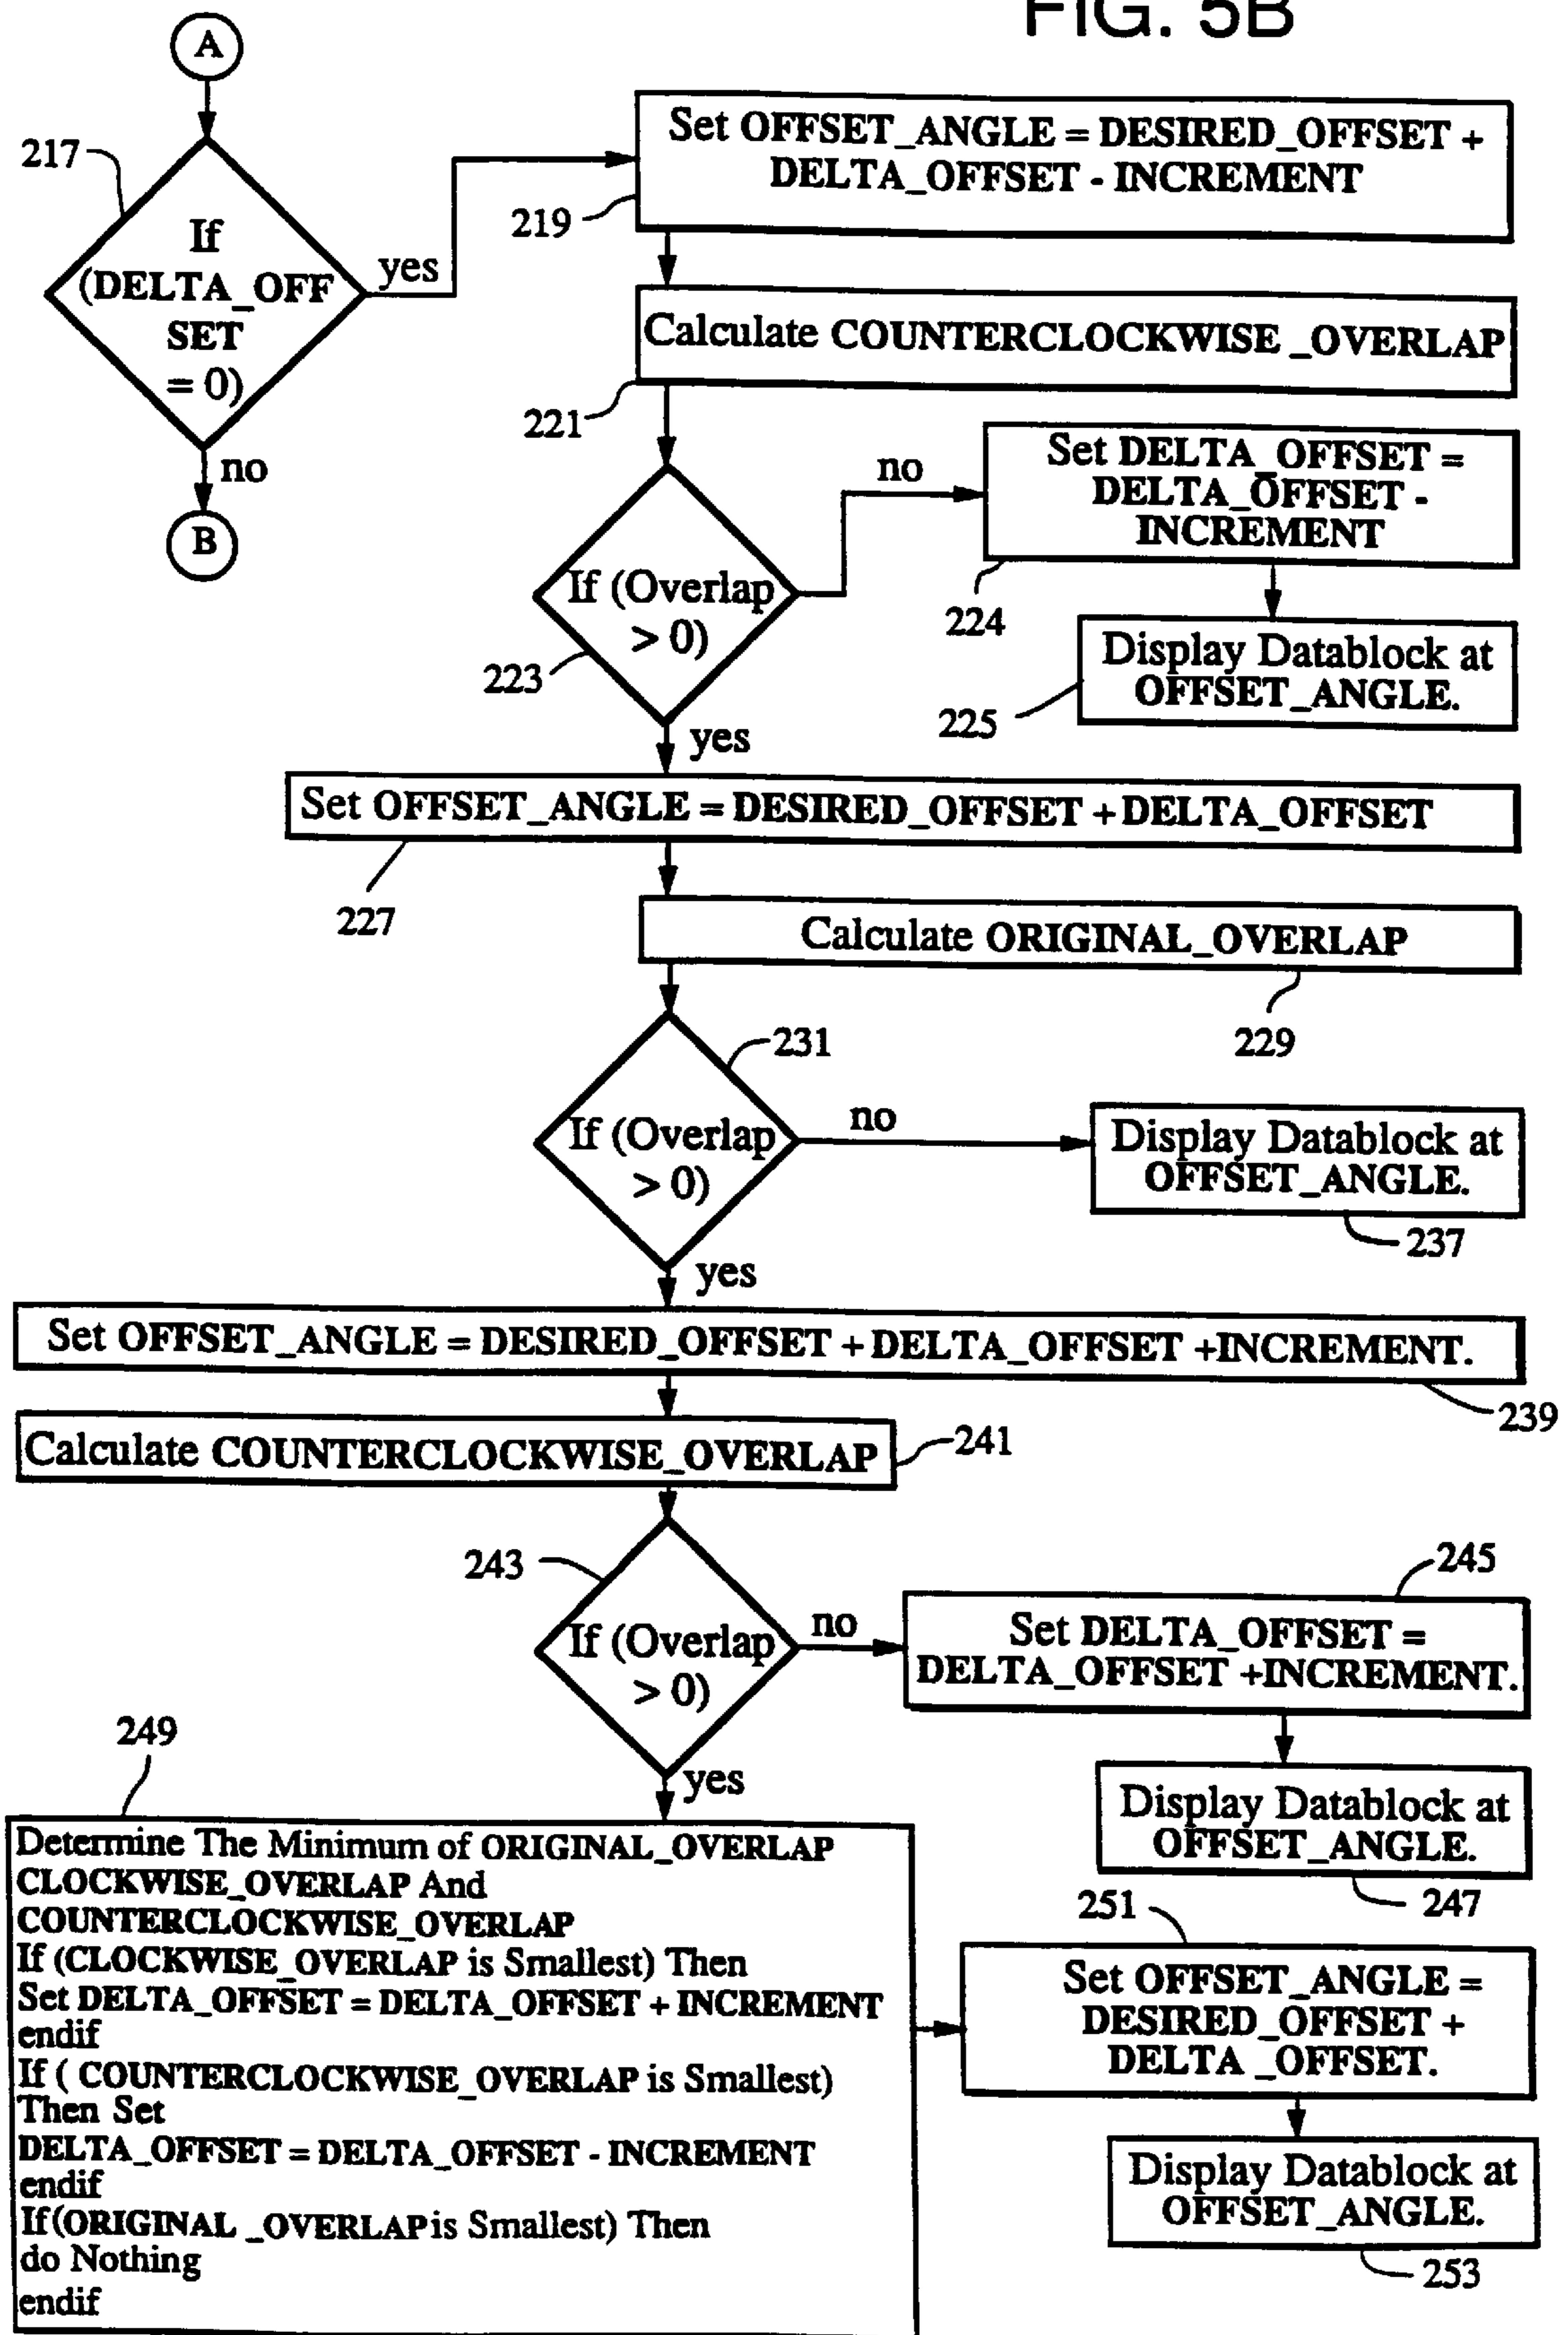 FIG. 5B
A
217
If
(DELTA_OFF
SET
= 0)
yes
no
B
Set OFFSET_ANGLE = DESIRED_OFFSET +
DELTA_OFFSET - INCREMENT
219
Calculate COUNTERCLOCKWISE _OVERLAP
221
If (Overlap
> 0)
223
no
Set DELTA_OFFSET =
DELTA_OFFSET -
INCREMENT
224
Display Datablock at
OFFSET_ANGLE.
225
yes
Set OFFSET_ANGLE = DESIRED_OFFSET + DELTA_OFFSET
227
Calculate ORIGINAL_OVERLAP
229
231
If (Overlap
> 0)
no
Display Datablock at
OFFSET_ANGLE.
237
yes
Set OFFSET_ANGLE = DESIRED_OFFSET + DELTA_OFFSET +INCREMENT.
239
Calculate COUNTERCLOCKWISE_OVERLAP
241
243
If (Overlap
> 0)
no
245
Set DELTA_OFFSET =
DELTA_OFFSET +INCREMENT.
Display Datablock at
OFFSET_ANGLE.
247
yes
249
Determine The Minimum of ORIGINAL_OVERLAP
CLOCKWISE_OVERLAP And
COUNTERCLOCKWISE_OVERLAP
If (CLOCKWISE_OVERLAP is Smallest) Then
Set DELTA_OFFSET = DELTA_OFFSET + INCREMENT
endif
If ( COUNTERCLOCKWISE_OVERLAP is Smallest)
Then Set
DELTA_OFFSET = DELTA_OFFSET - INCREMENT
endif
If (ORIGINAL _OVERLAP is Smallest) Then
do Nothing
endif
251
Set OFFSET_ANGLE =
DESIRED_OFFSET +
DELTA _OFFSET.
Display Datablock at
OFFSET_ANGLE.
253